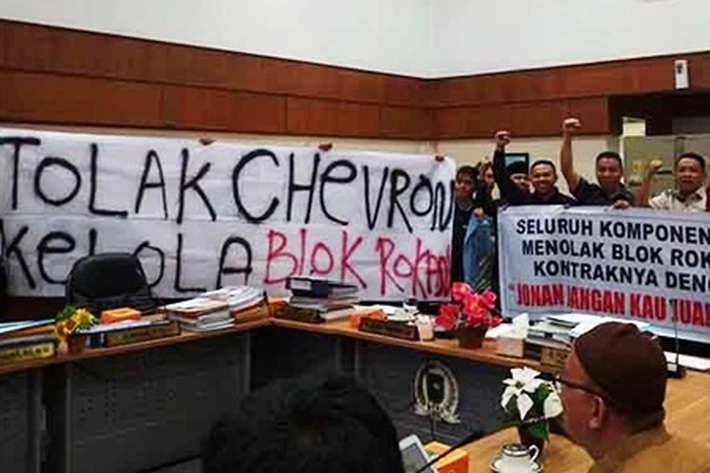 TOLAK CHEVRON
KELOLA BLOK ROKAN
SELURUH KOMPONEN
MENOLAK BLOK ROK
KONTRAKNYA DENG
"JONAN JANGAN KAU JUAL